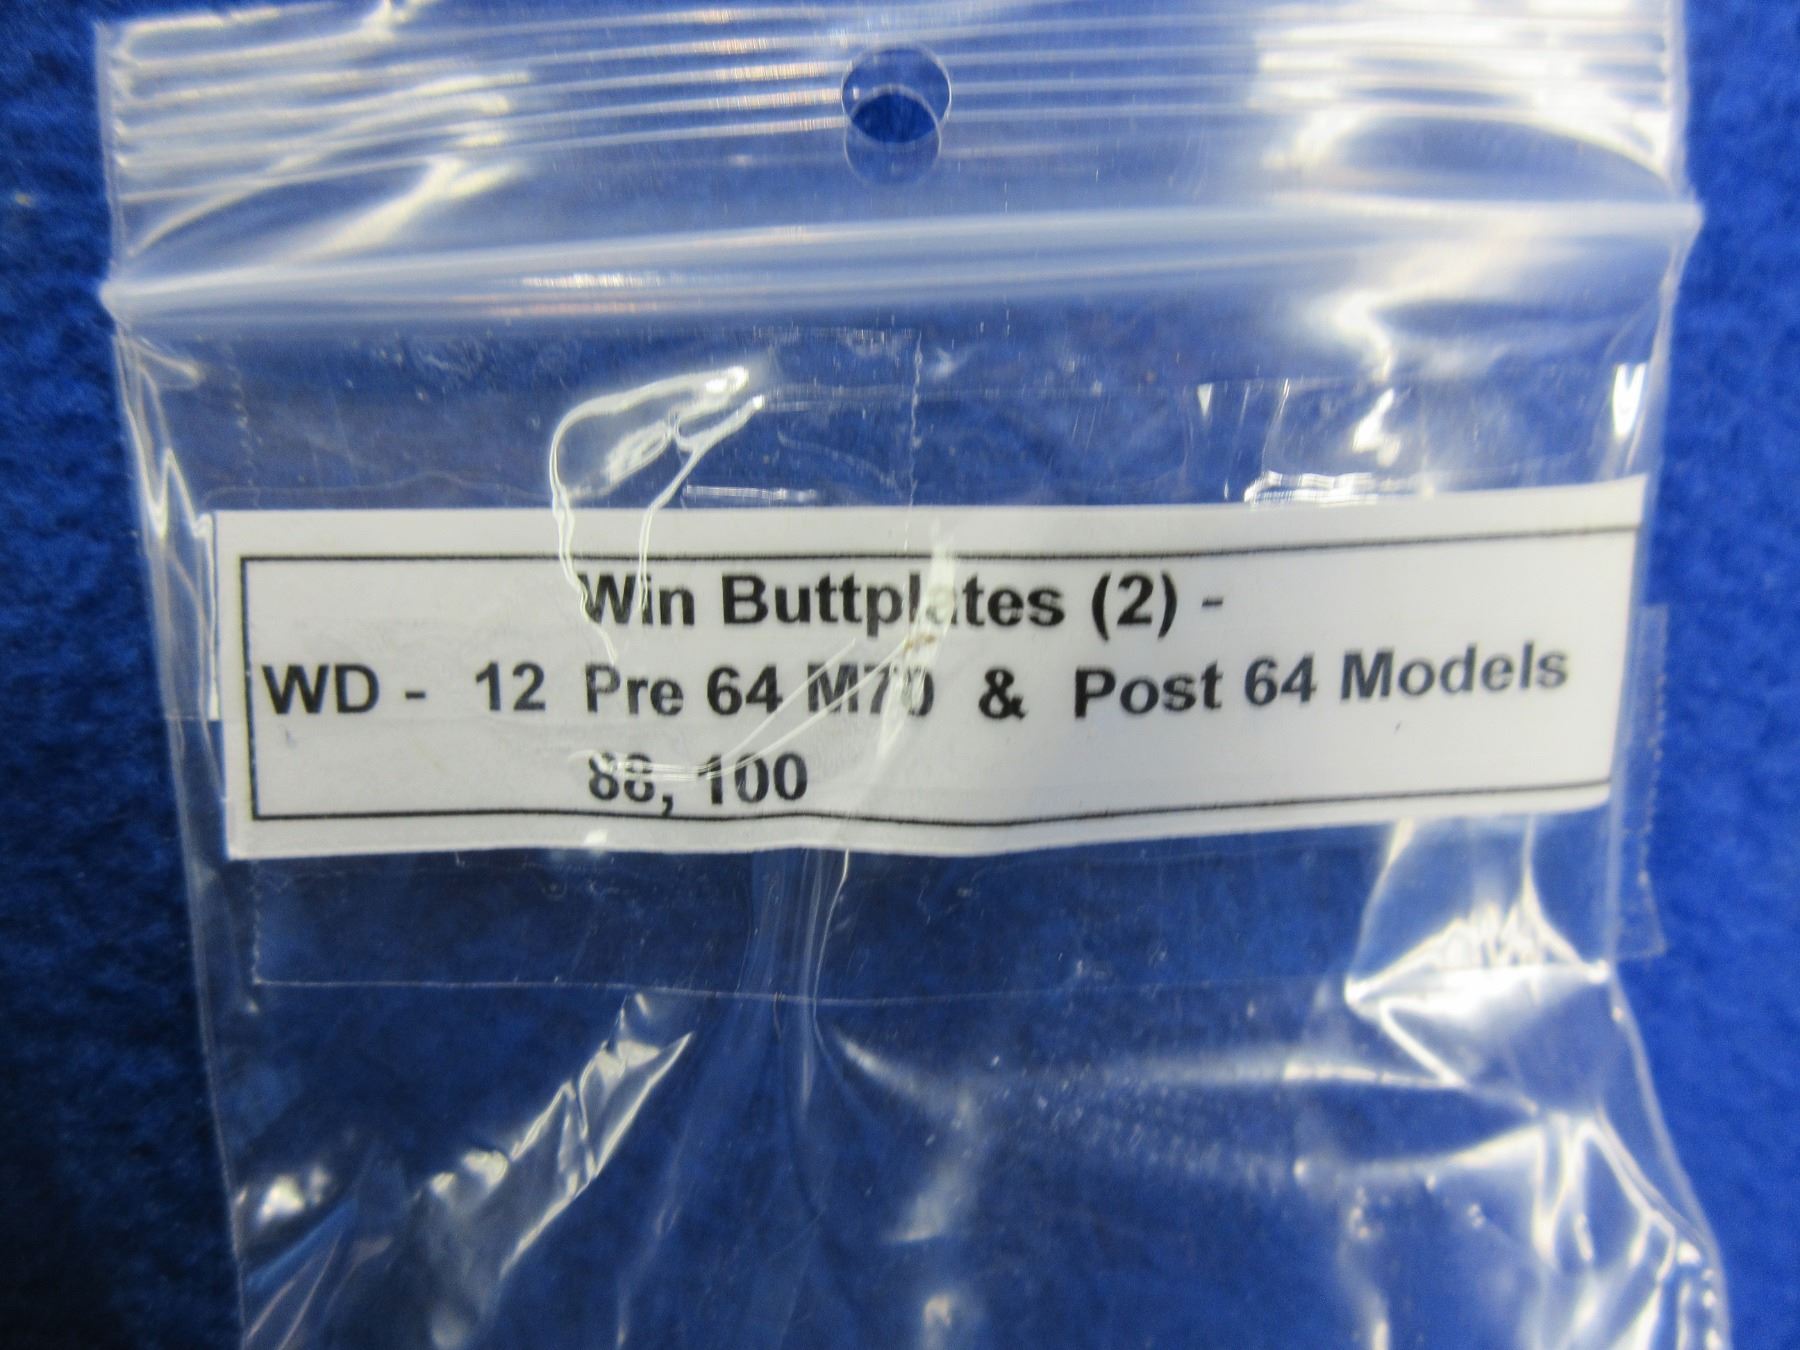 Win Buttplates (2) -
WD - 12 Pre 64 M70 & Post 64 Models
88, 100